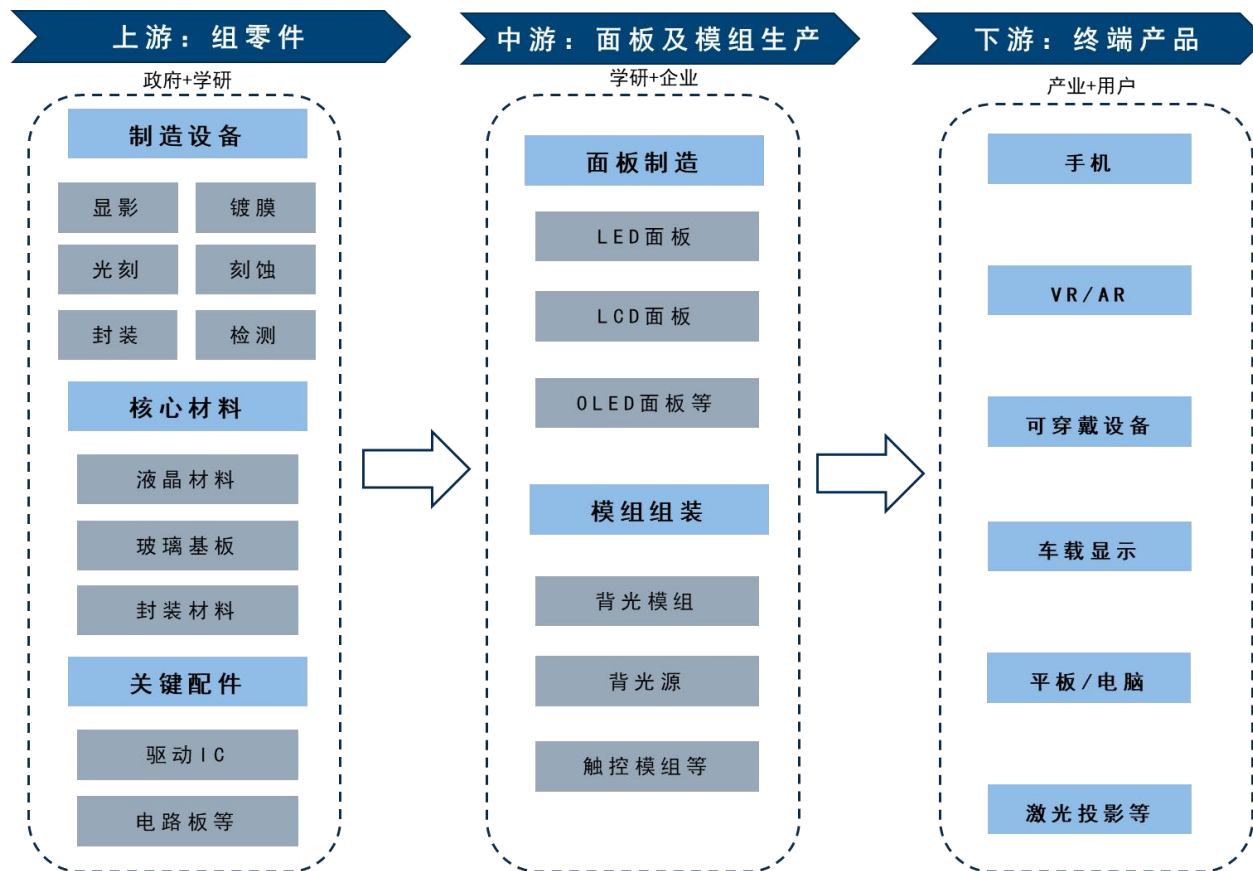 上游：组零件
政府+学研
制造设备
显影 镀膜
光刻 刻蚀
封装 检测
核心材料
液晶材料
玻璃基板
封装材料
关键配件
驱动IC
电路板等
中游：面板及模组生产
学研+企业
面板制造
LED面板
LCD面板
OLED面板等
模组组装
背光模组
背光源
触控模组等
下游：终端产品
产业+用户
手机
VR/AR
可穿戴设备
车载显示
平板/电脑
激光投影等